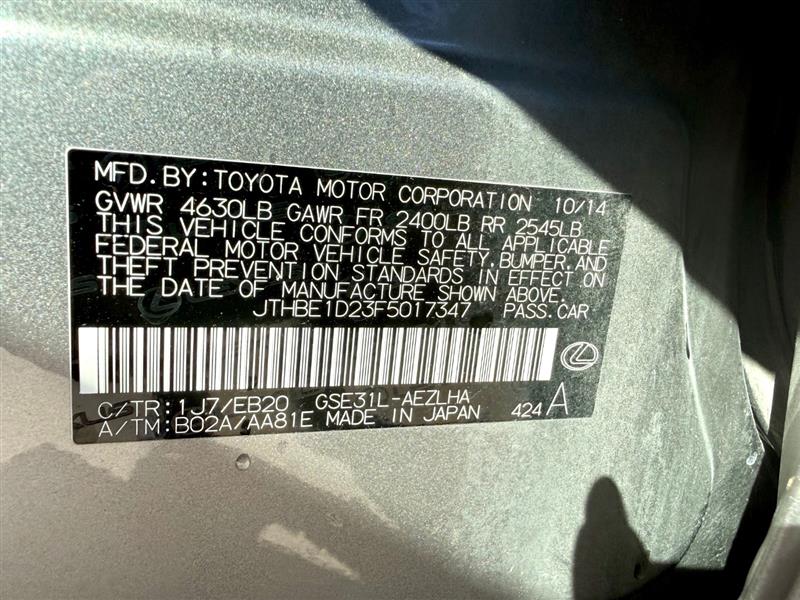 MFD. BY: TOYOTA MOTOR CORPORATION 10/14
GVWR 4630LB GAWR FR 2400LB RR 2545LB
THIS VEHICLE CONFORMS TO ALL APPLICABLE
FEDERAL MOTOR VEHICLE SAFETY, BUMPER, AND
THEFT PREVENTION STANDARDS IN EFFECT ON
THE DATE OF MANUFACTURE SHOWN ABOVE.
JTHBE1D23F5017347 PASS. CAR
C/TR: 1J7/EB20 GSE31L-AEZLHA
A/TM: B02A/AA81E MADE IN JAPAN 424 A